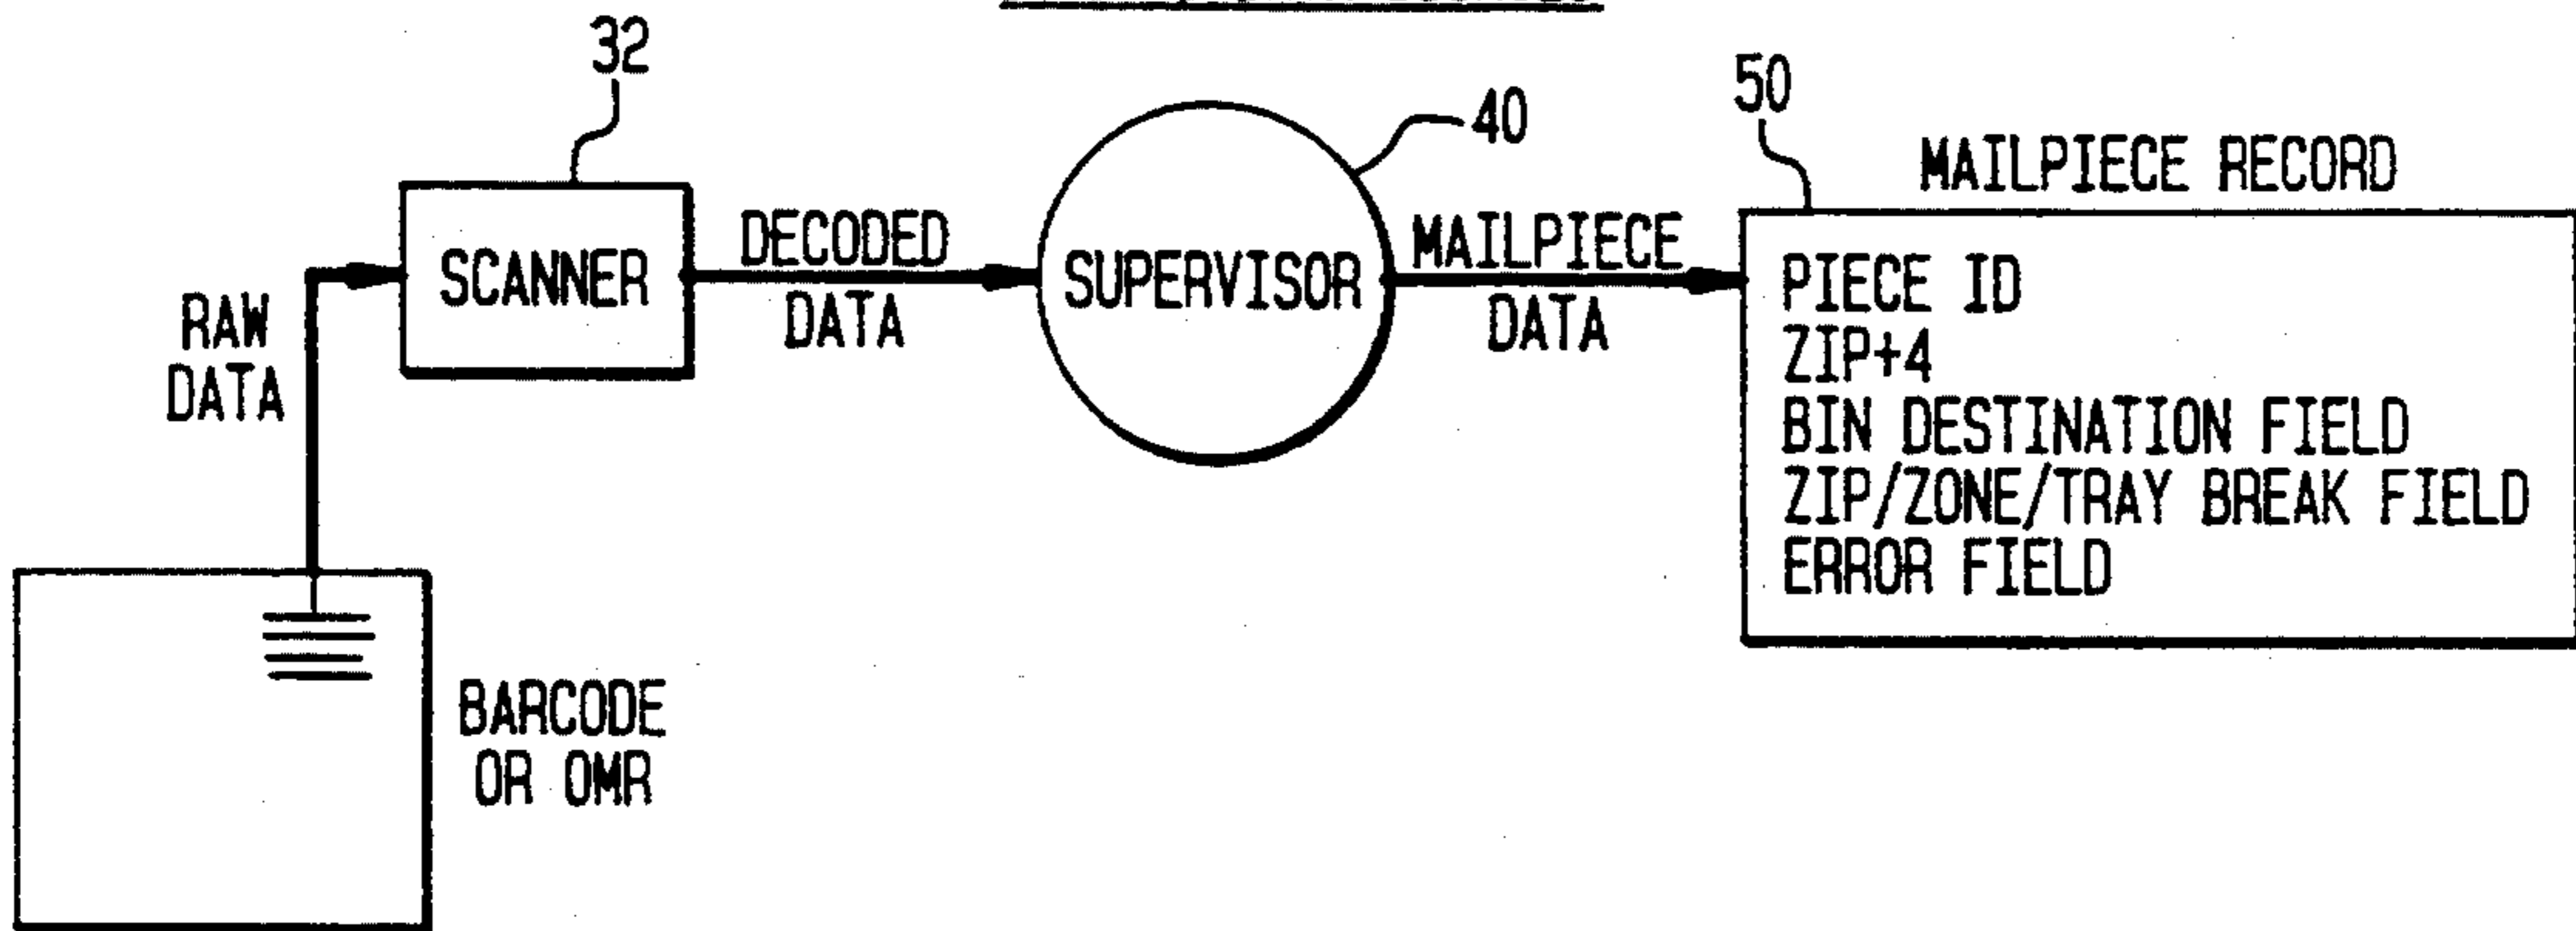 32
SCANNER
RAW
DATA
DECODED
DATA
40
SUPERVISOR
MAILPIECE
DATA
50
MAILPIECE RECORD
PIECE ID
ZIP+4
BIN DESTINATION FIELD
ZIP/ZONE/TRAY BREAK FIELD
ERROR FIELD
BARCODE
OR OMR